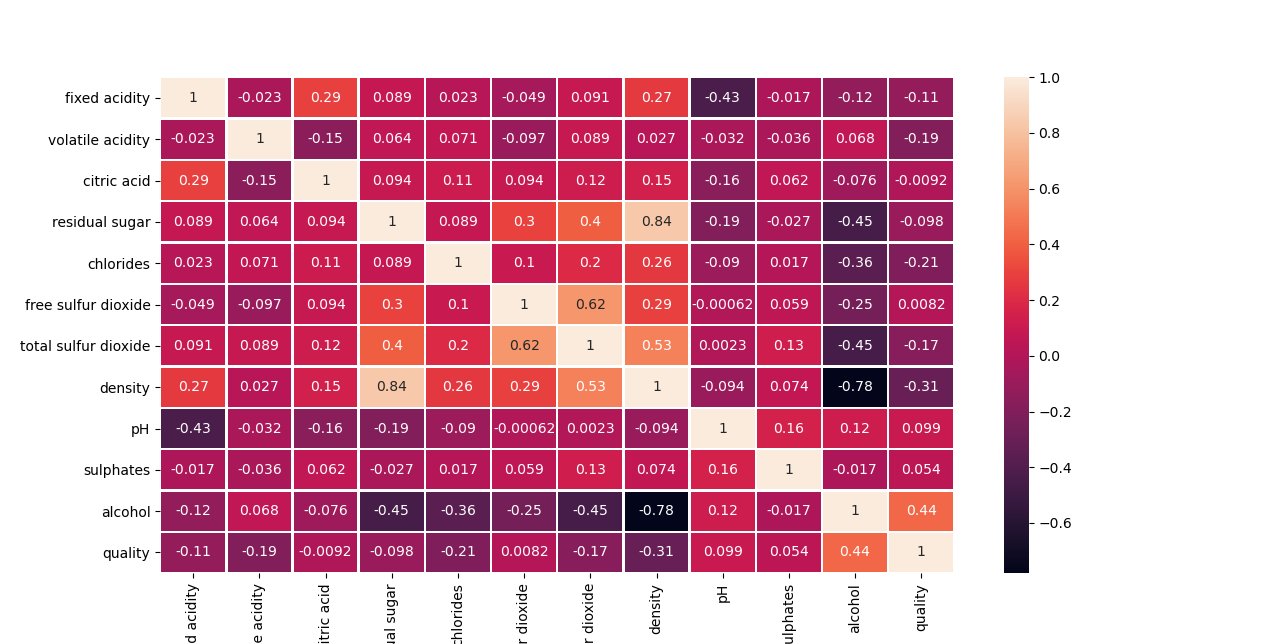 fixed acidity 1 -0.023 0.29 0.089 0.023 -0.049 0.091 0.27 -0.43 -0.017 -0.12 -0.11
volatile acidity -0.023 1 -0.15 0.064 0.071 -0.097 0.089 0.027 -0.032 -0.036 0.068 -0.19
citric acid 0.29 -0.15 1 0.094 0.11 0.094 0.12 0.15 -0.16 0.062 -0.076 -0.0092
residual sugar 0.089 0.064 0.094 1 0.089 0.3 0.4 0.84 -0.19 -0.027 -0.45 -0.098
chlorides 0.023 0.071 0.11 0.089 1 0.1 0.2 0.26 -0.09 0.017 -0.36 -0.21
free sulfur dioxide -0.049 -0.097 0.094 0.3 0.1 1 0.62 0.29 -0.00062 0.059 -0.25 0.0082
total sulfur dioxide 0.091 0.089 0.12 0.4 0.2 0.62 1 0.53 0.0023 0.13 -0.45 -0.17
density 0.27 0.027 0.15 0.84 0.26 0.29 0.53 1 -0.094 0.074 -0.78 -0.31
pH -0.43 -0.032 -0.16 -0.19 -0.09 -0.00062 0.0023 -0.094 1 0.16 0.12 0.099
sulphates -0.017 -0.036 0.062 -0.027 0.017 0.059 0.13 0.074 0.16 1 -0.017 0.054
alcohol -0.12 0.068 -0.076 -0.45 -0.36 -0.25 -0.45 -0.78 0.12 -0.017 1 0.44
quality -0.11 -0.19 -0.0092 -0.098 -0.21 0.0082 -0.17 -0.31 0.099 0.054 0.44 1
d acidity
e acidity
itric acid
ual sugar
chlorides
r dioxide
r dioxide
density
pH
ulphates
alcohol
quality
1.0
0.8
0.6
0.4
0.2
0.0
−0.2
−0.4
−0.6